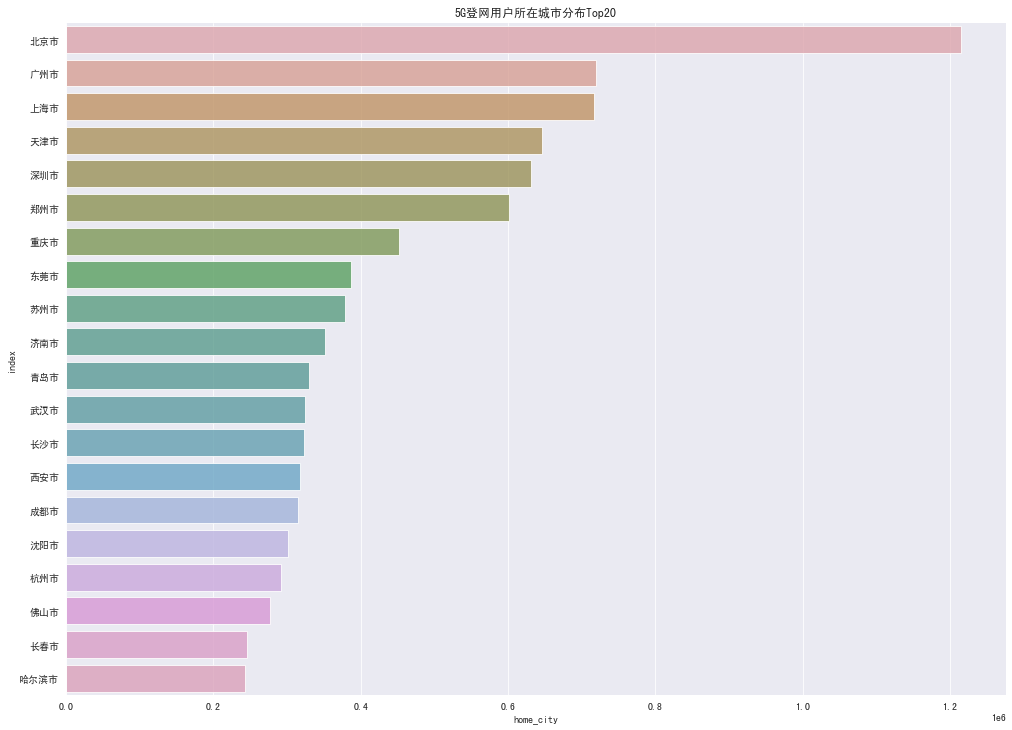 5G登网用户所在城市分布Top20
北京市
广州市
上海市
天津市
深圳市
郑州市
重庆市
东莞市
苏州市
济南市
青岛市
武汉市
长沙市
西安市
成都市
沈阳市
杭州市
佛山市
长春市
哈尔滨市
index
0.0 0.2 0.4 0.6 0.8 1.0 1.2
1e6
home_city